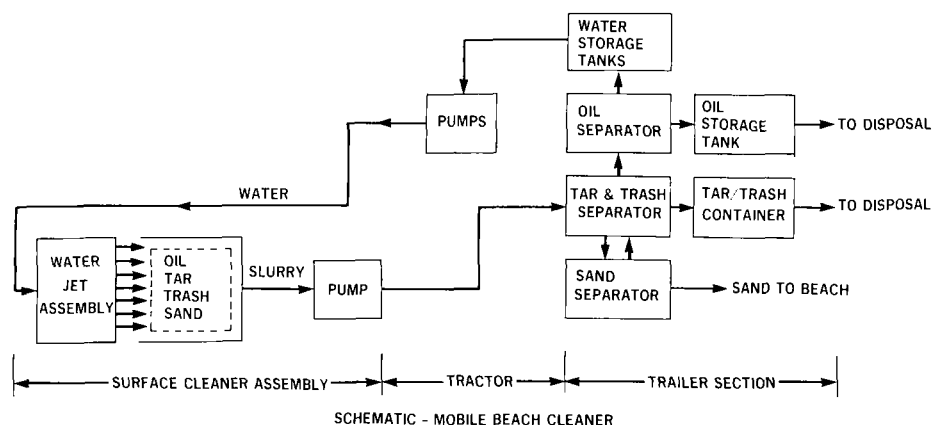 WATER
STORAGE
TANKS
PUMPS
OIL
SEPARATOR
OIL
STORAGE
TANK
TO DISPOSAL
WATER
TAR & TRASH
SEPARATOR
TAR/TRASH
CONTAINER
TO DISPOSAL
WATER
JET
ASSEMBLY
OIL
TAR
TRASH
SAND
SLURRY
PUMP
SAND
SEPARATOR
SAND TO BEACH
SURFACE CLEANER ASSEMBLY
TRACTOR
TRAILER SECTION
SCHEMATIC - MOBILE BEACH CLEANER